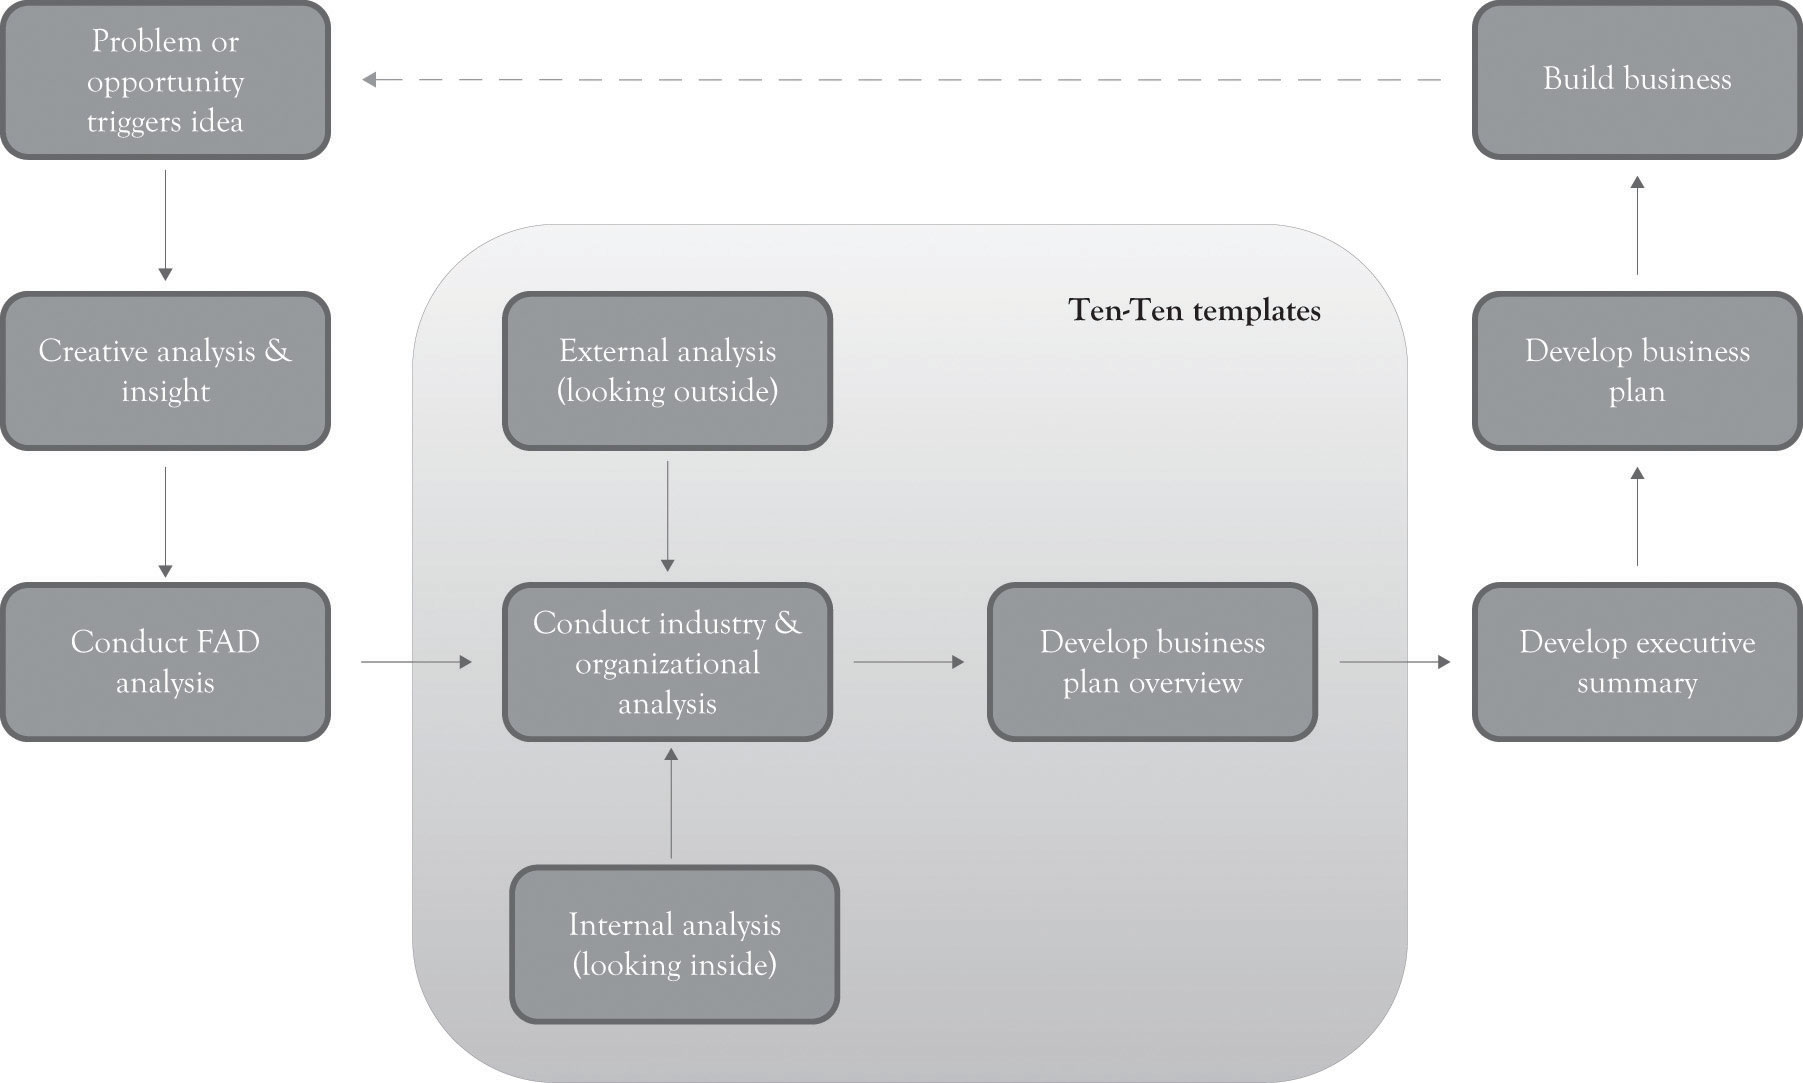 Problem or
opportunity
triggers idea
Build business
Creative analysis &
insight
External analysis
(looking outside)
Ten-Ten templates
Develop business
plan
Conduct FAD
analysis
Conduct industry &
organizational
analysis
Develop business
plan overview
Develop executive
summary
Internal analysis
(looking inside)